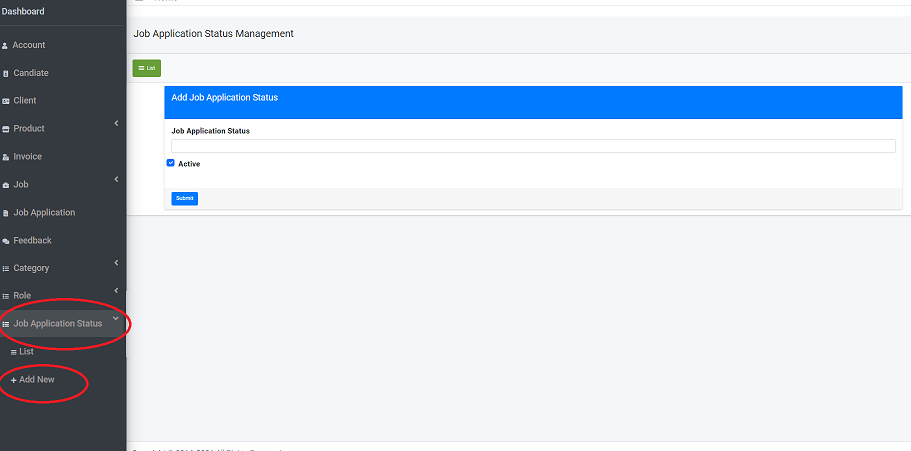 Dashboard
Account
Candiate
Client
Product
Invoice
Job
Job Application
Feedback
Category
Role
Job Application Status
List
Add New
Job Application Status Management
List
Add Job Application Status
Job Application Status
Active
Submit